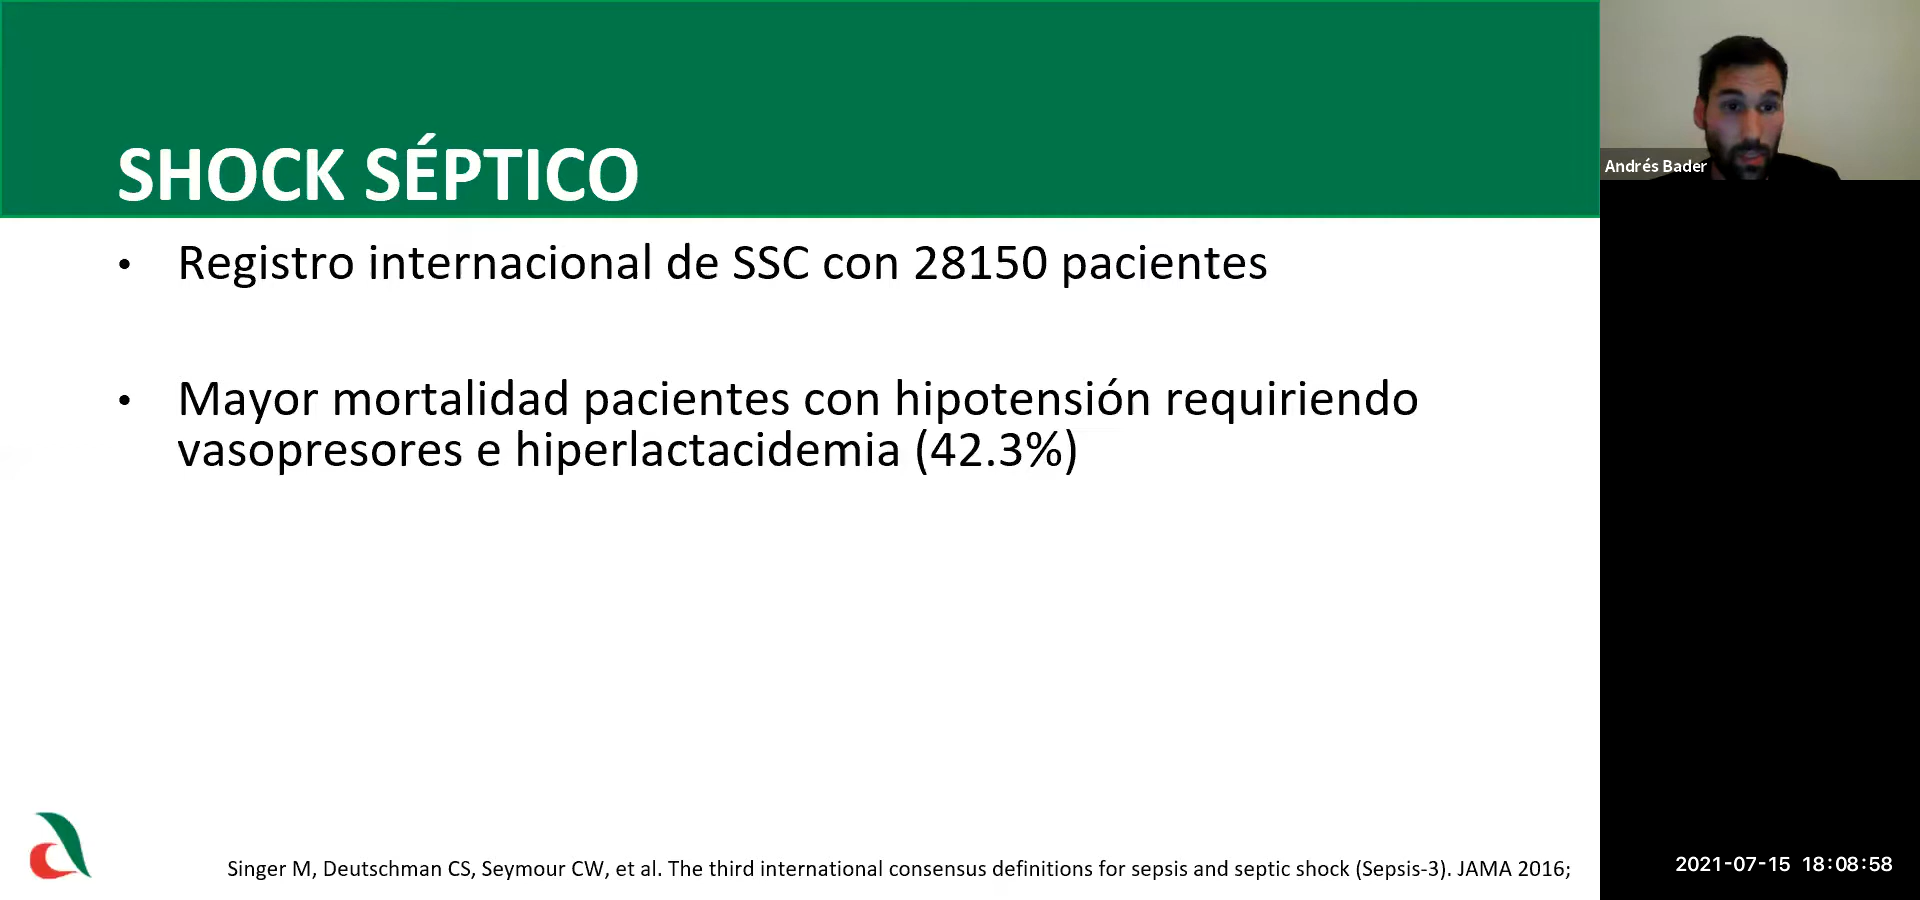 SHOCK SÉPTICO
• Registro internacional de SSC con 28150 pacientes
• Mayor mortalidad pacientes con hipotensión requiriendo
vasopresores e hiperlactacidemia (42.3%)
Singer M, Deutschman CS, Seymour CW, et al. The third international consensus definitions for sepsis and septic shock (Sepsis-3). JAMA 2016;
Andrés Bader
2021-07-15 18:08:58